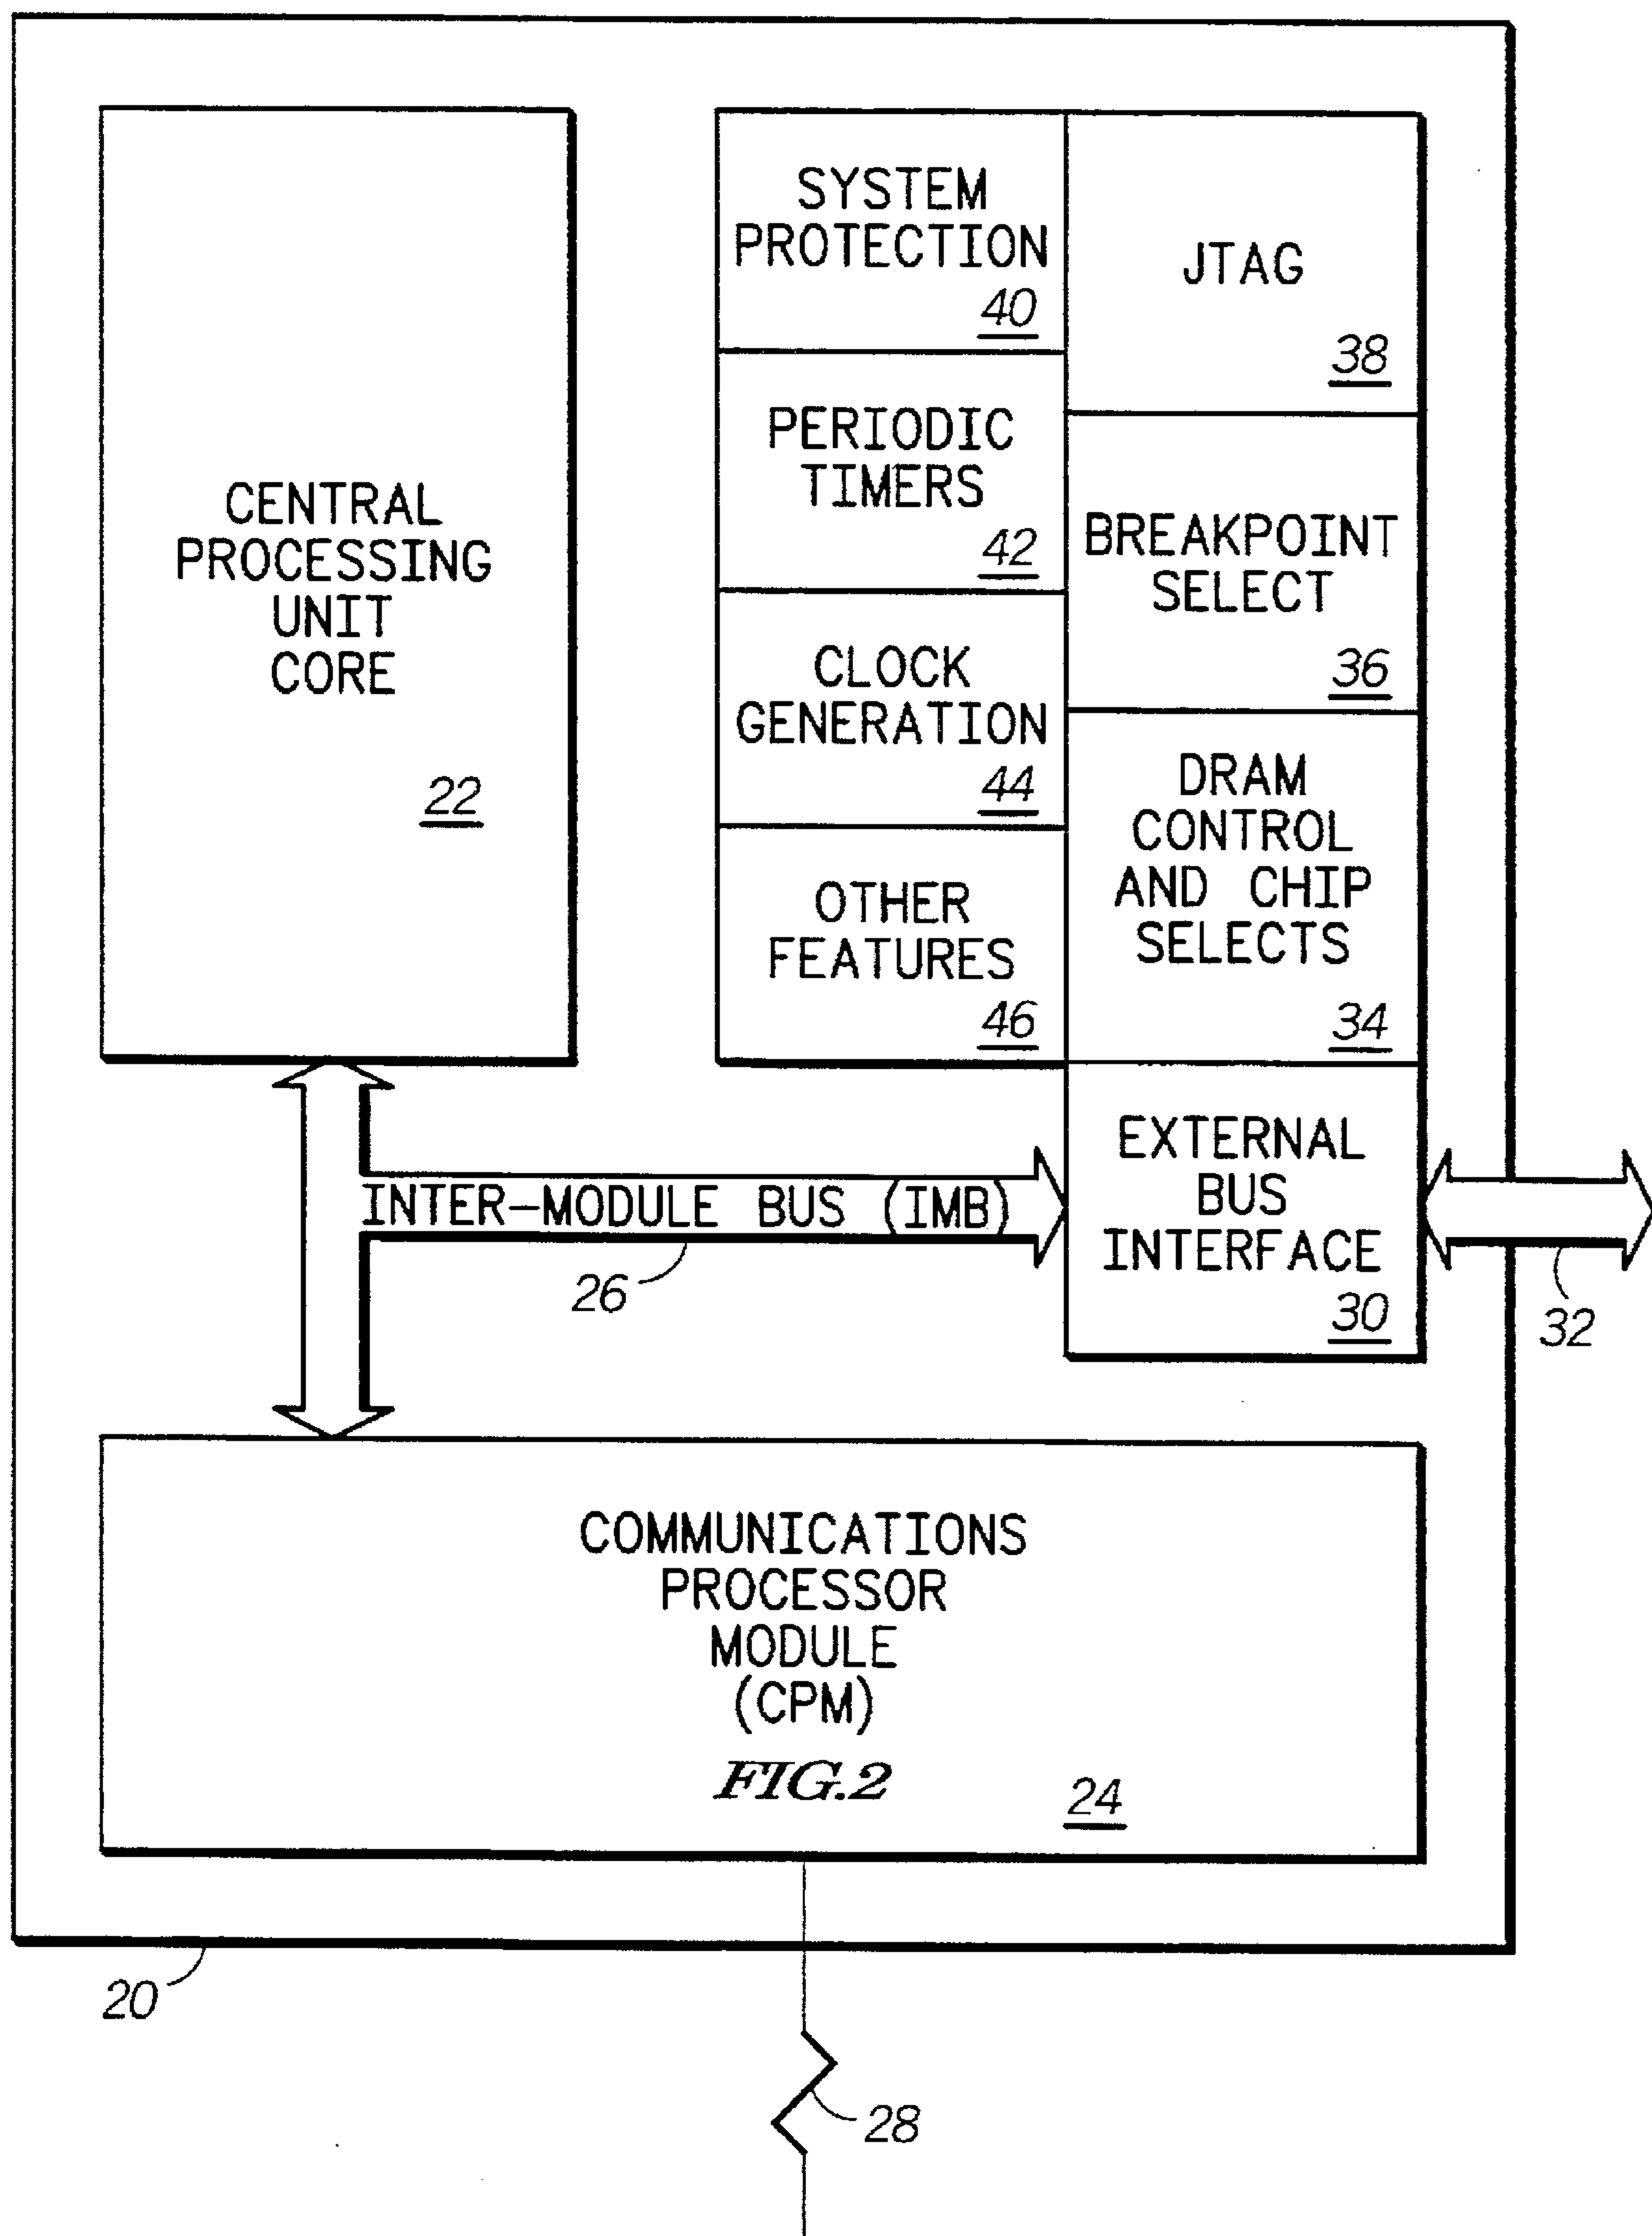 CENTRAL
PROCESSING
UNIT
CORE
22
SYSTEM
PROTECTION
40
PERIODIC
TIMERS
42
CLOCK
GENERATION
44
OTHER
FEATURES
46
JTAG
38
BREAKPOINT
SELECT
36
DRAM
CONTROL
AND CHIP
SELECTS
34
EXTERNAL
BUS
INTERFACE
30
INTER-MODULE BUS (IMB)
26
32
COMMUNICATIONS
PROCESSOR
MODULE
(CPM)
FIG.2
24
20
28